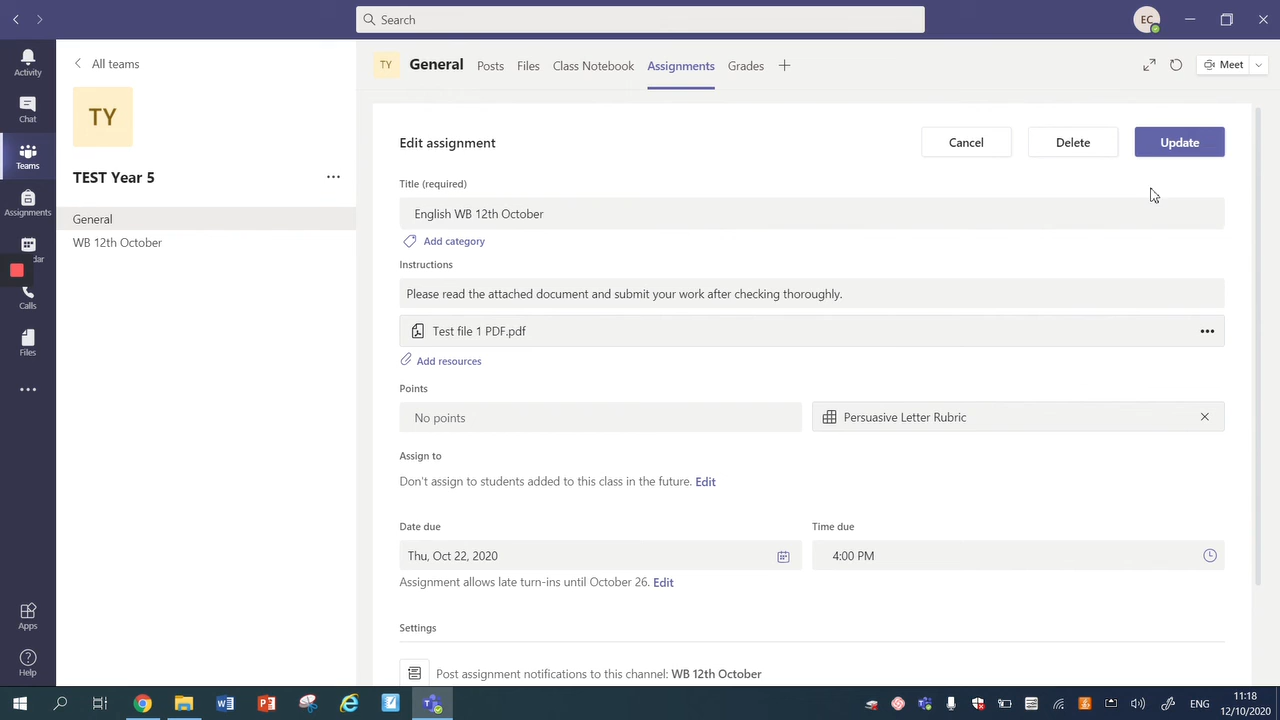 Search
EC
Activity
Chat
Teams
Assignments
dar
Calls
Files
Apps
Help
All teams
TY
TEST Year 5
General
WB 12th October
TY
General
Posts
Files
Class Notebook
Assignments
Grades
Meet
Edit assignment
Cancel
Delete
Update
Title (required)
English WB 12th October
Add category
Instructions
Please read the attached document and submit your work after checking thoroughly.
Test file 1 PDF.pdf
Add resources
Points
No points
Persuasive Letter Rubric
Assign to
Don't assign to students added to this class in the future. Edit
Date due
Time due
Thu, Oct 22, 2020
4:00 PM
Assignment allows late turn-ins until October 26. Edit
Settings
Post assignment notifications to this channel: WB 12th October
ENG
11:18
12/10/2020